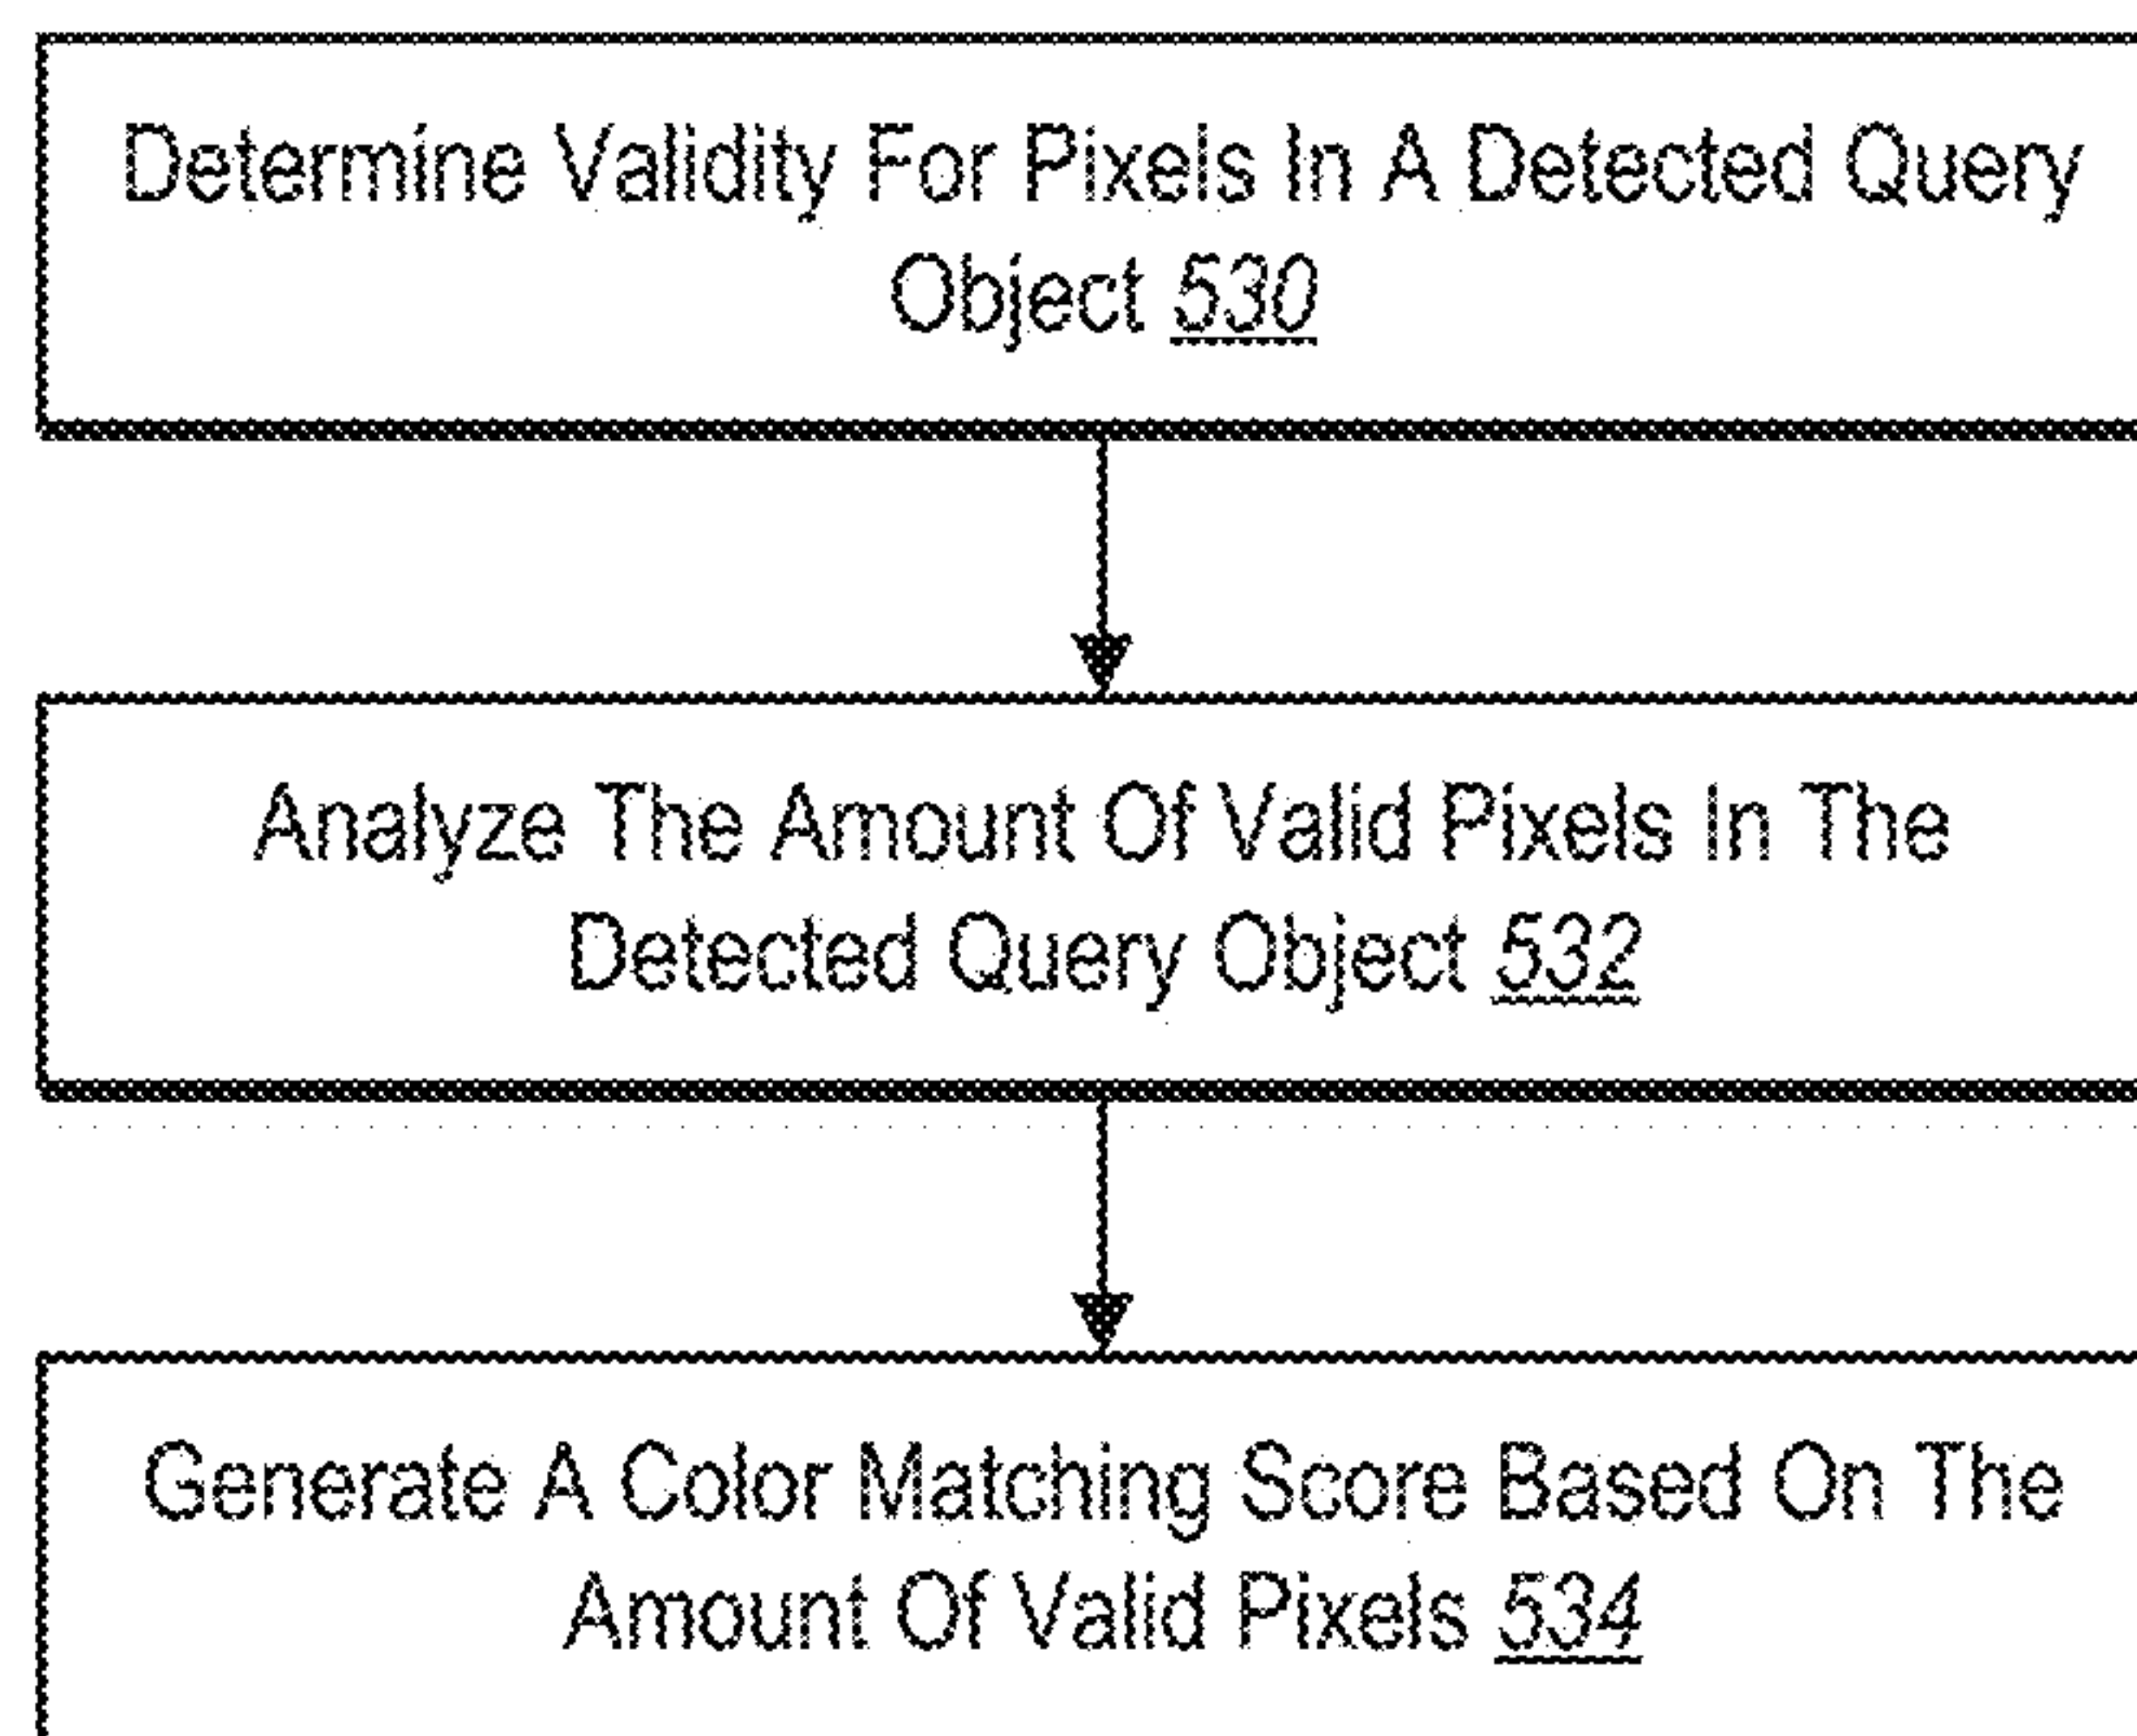 Determine Validity For Pixels In A Detected Query
Object 530
Analyze The Amount Of Valid Pixels In The
Detected Query Object 532
Generate A Color Matching Score Based On The
Amount Of Valid Pixels 534